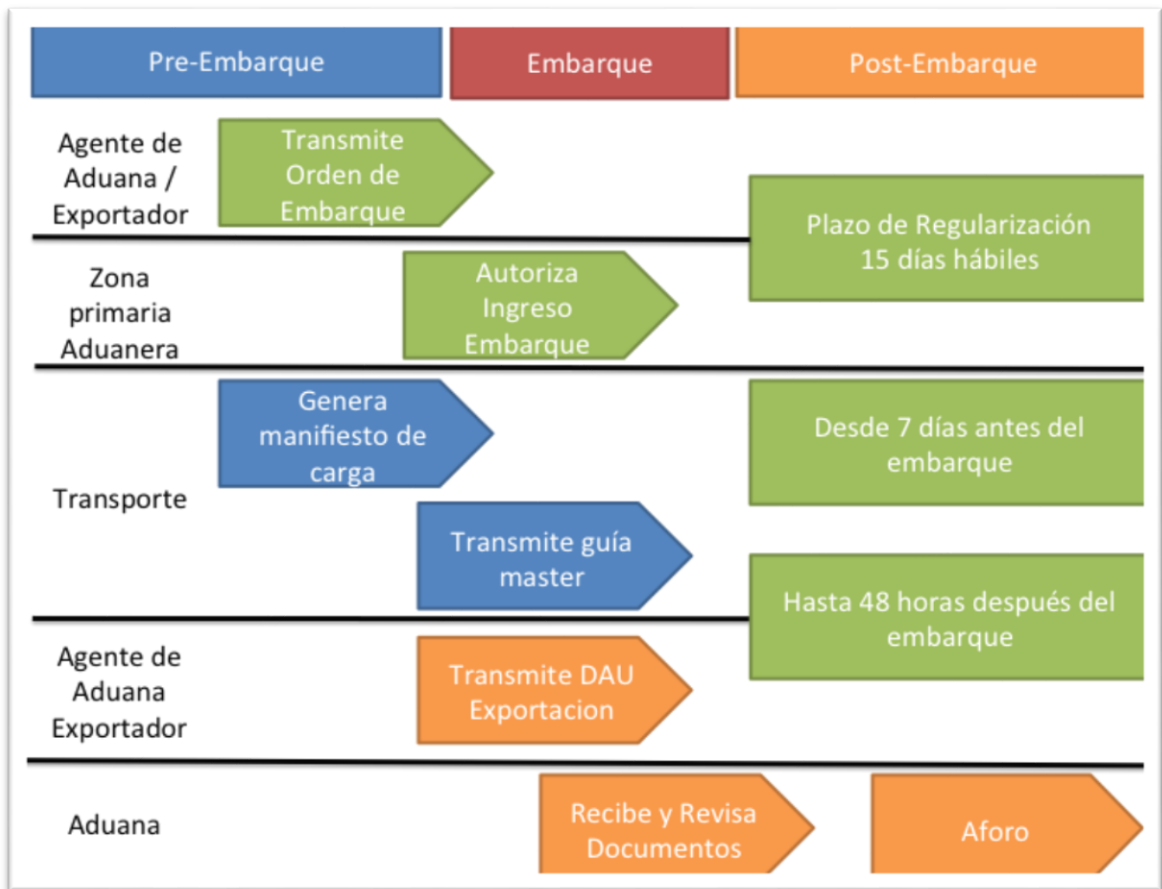 Pre-Embarque
Embarque
Post-Embarque
Agente de
Aduana /
Exportador
Transmite
Orden de
Embarque
Plazo de Regularización
15 días hábiles
Zona
primaria
Aduanera
Autoriza
Ingreso
Embarque
Transporte
Genera
manifiesto de
carga
Desde 7 días antes del
embarque
Transmite guía
master
Hasta 48 horas después del
embarque
Agente de
Aduana
Exportador
Transmite DAU
Exportacion
Aduana
Recibe y Revisa
Documentos
Aforo